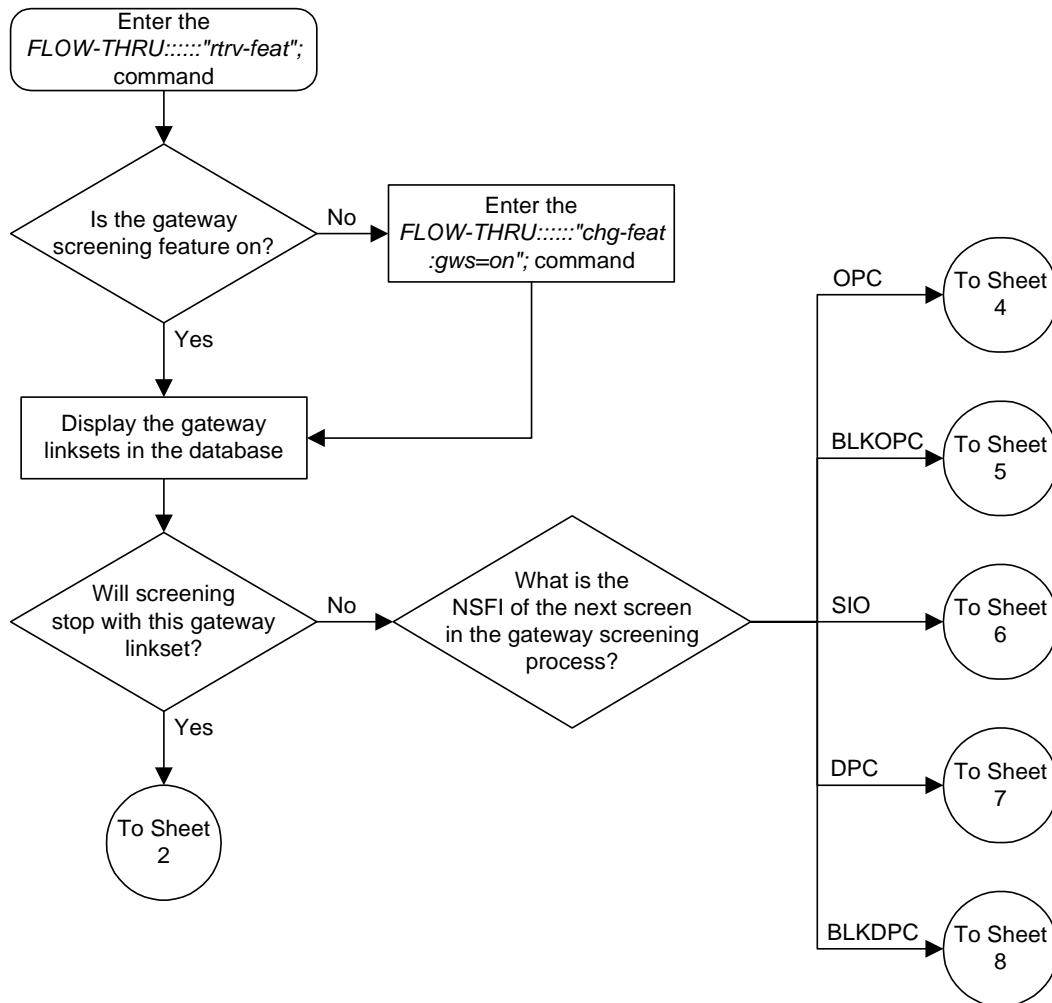 Enter the
FLOW-THRU::::::"rtrv-feat";
command
Is the gateway
screening feature on?
No
Enter the
FLOW-THRU::::::"chg-feat
:gws=on"; command
Yes
Display the gateway
linksets in the database
Will screening
stop with this gateway
linkset?
No
What is the
NSFI of the next screen
in the gateway screening
process?
Yes
To Sheet
2
OPC
To Sheet
4
BLKOPC
To Sheet
5
SIO
To Sheet
6
DPC
To Sheet
7
BLKDPC
To Sheet
8